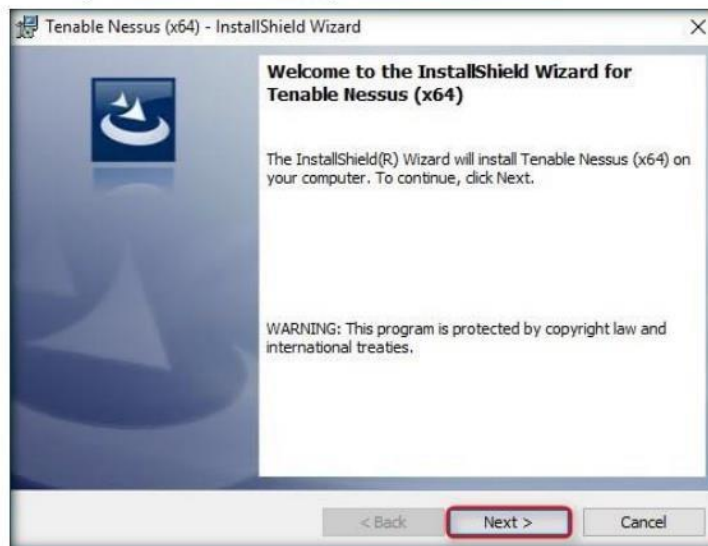 Tenable Nessus (x64) - InstallShield Wizard
Welcome to the InstallShield Wizard for
Tenable Nessus (x64)
The InstallShield(R) Wizard will install Tenable Nessus (x64) on
your computer. To continue, click Next.
WARNING: This program is protected by copyright law and
international treaties.
< Back
Next >
Cancel